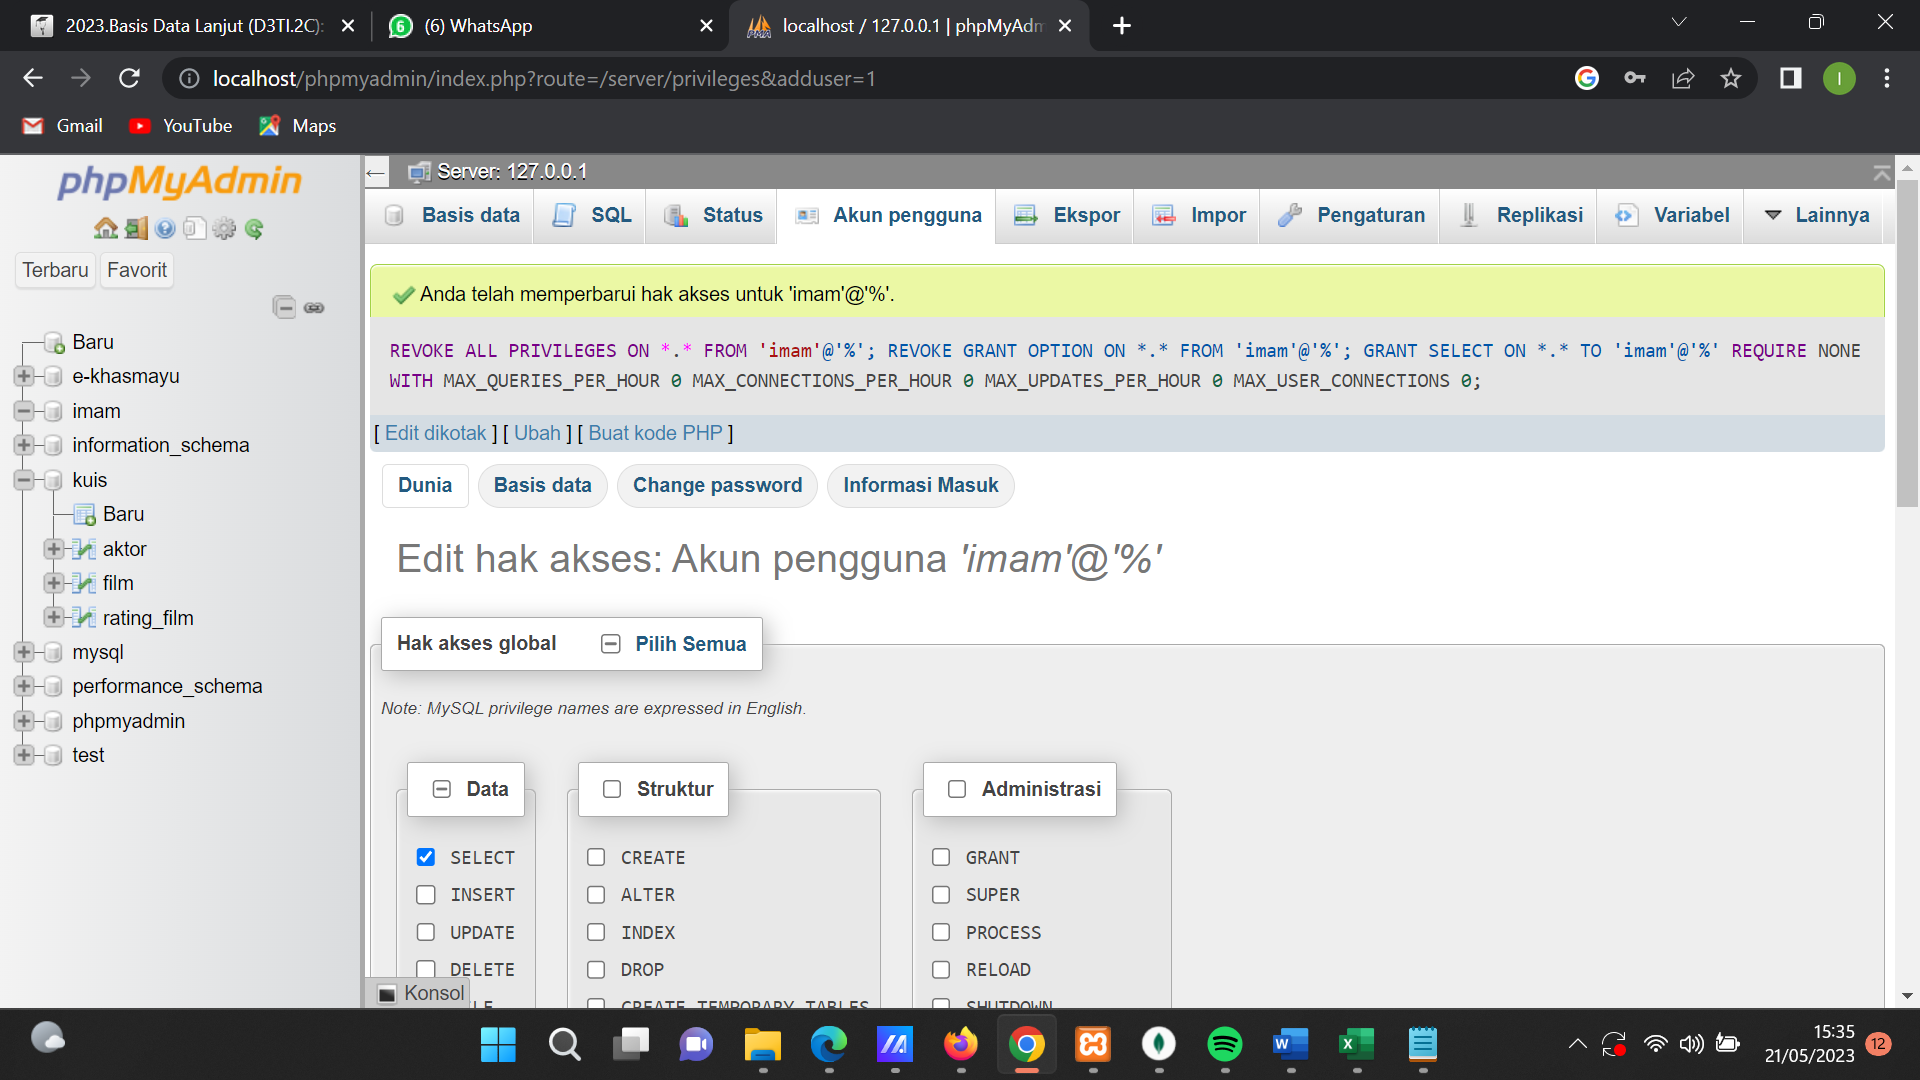 2023.Basis Data Lanjut (D3TI.2C):
(6) WhatsApp
localhost / 127.0.0.1 | phpMyAdm
localhost/phpmyadmin/index.php?route=/server/privileges&adduser=1
I
Gmail
YouTube
Maps
phpMyAdmin
Terbaru
Favorit
Baru
e-khasmayu
imam
information_schema
kuis
Baru
aktor
film
rating_film
mysql
performance_schema
phpmyadmin
test
Server: 127.0.0.1
Basis data
SQL
Status
Akun pengguna
Ekspor
Impor
Pengaturan
Replikasi
Variabel
Lainnya
Anda telah memperbarui hak akses untuk 'imam'@'%'.
REVOKE ALL PRIVILEGES ON *.* FROM 'imam'@'%'; REVOKE GRANT OPTION ON *.* FROM 'imam'@'%'; GRANT SELECT ON *.* TO 'imam'@'%' REQUIRE NONE
WITH MAX_QUERIES_PER_HOUR 0 MAX_CONNECTIONS_PER_HOUR 0 MAX_UPDATES_PER_HOUR 0 MAX_USER_CONNECTIONS 0;
[ Edit dikotak ] [ Ubah ] [ Buat kode PHP ]
Dunia
Basis data
Change password
Informasi Masuk
Edit hak akses: Akun pengguna 'imam'@'%'
Hak akses global
Pilih Semua
Note: MySQL privilege names are expressed in English.
Data
SELECT
INSERT
UPDATE
DELETE
Struktur
CREATE
ALTER
INDEX
DROP
CREATE TEMPORARY TABLES
Administrasi
GRANT
SUPER
PROCESS
RELOAD
SHUTDOWN
Konsol
15:35
21/05/2023
12